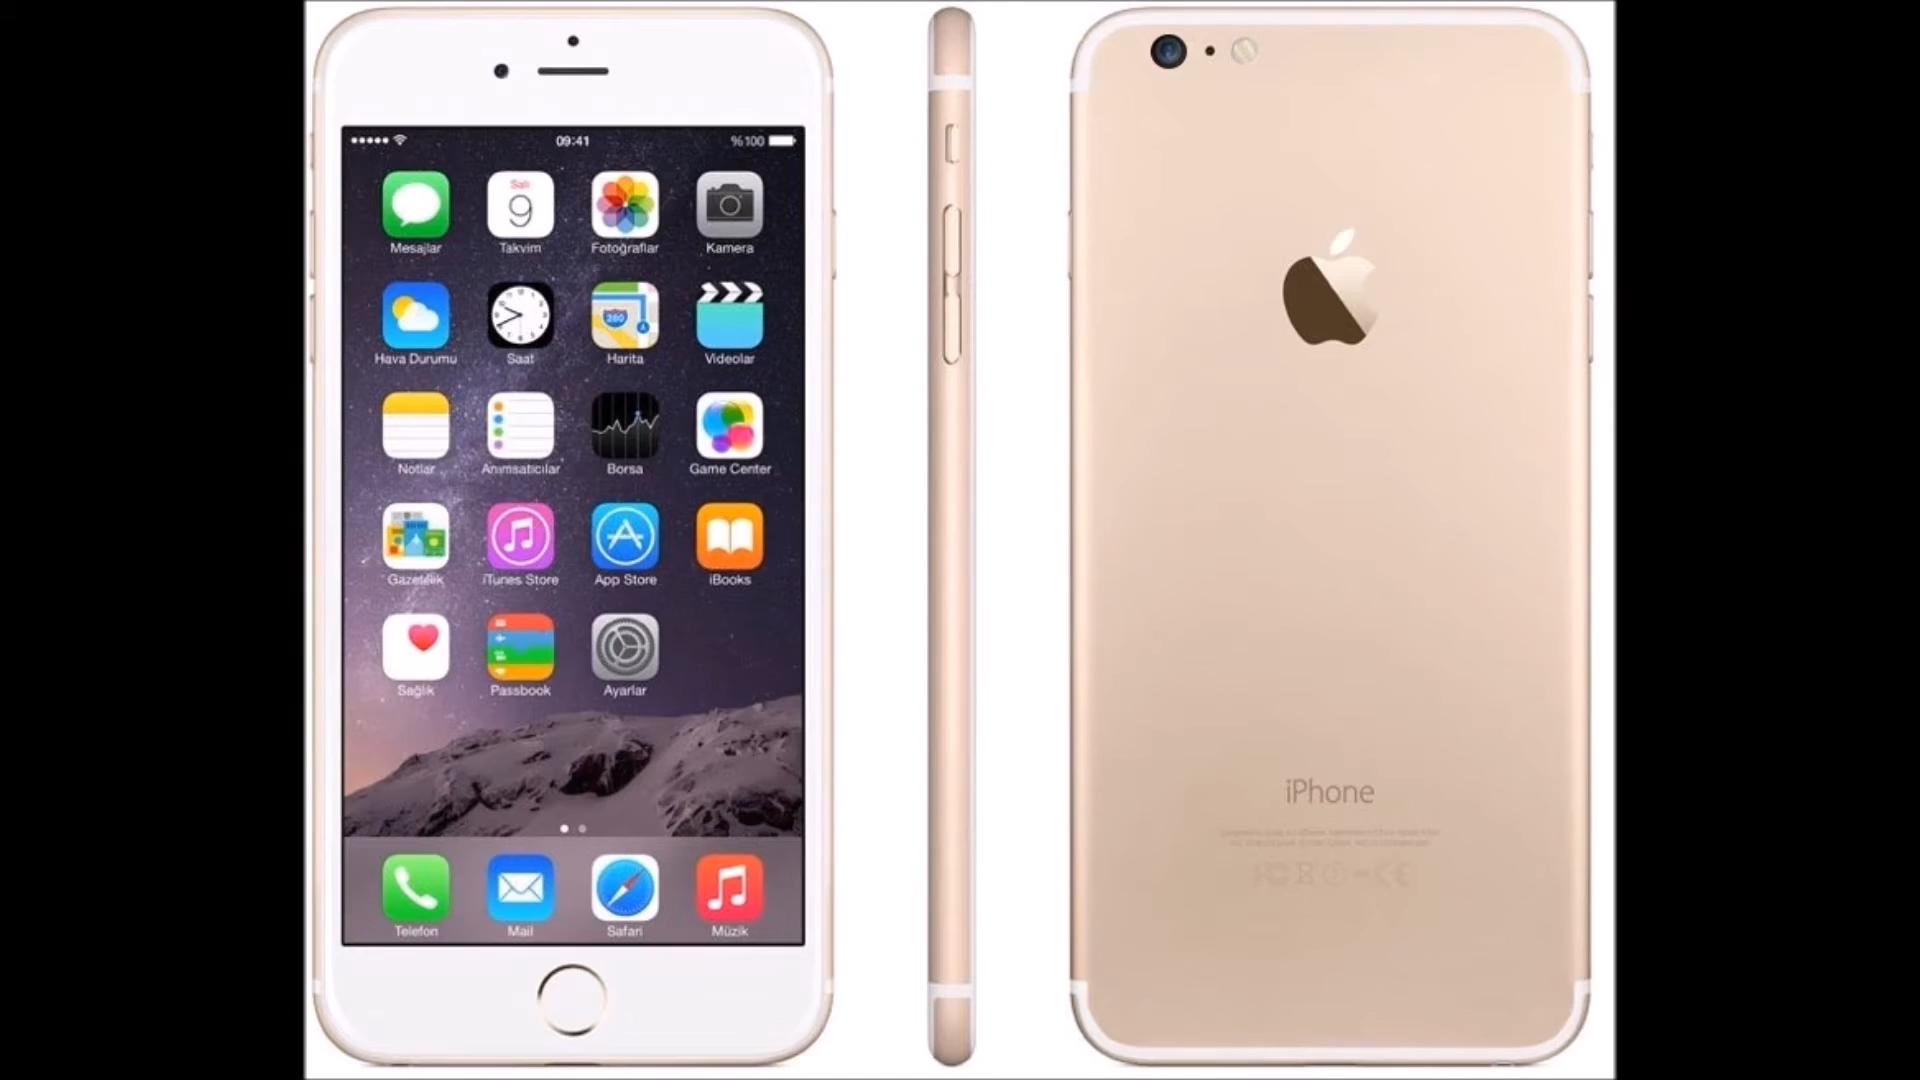 09:41
%100
Salı
9
Mesajlar
Takvim
Fotoğraflar
Kamera
280
Hava Durumu
Saat
Harita
Videolar
Notlar
Anımsatıcılar
Borsa
Game Center
Gazetelik
iTunes Store
App Store
iBooks
Sağlık
Passbook
Ayarlar
Telefon
Mail
Safari
Müzik
iPhone